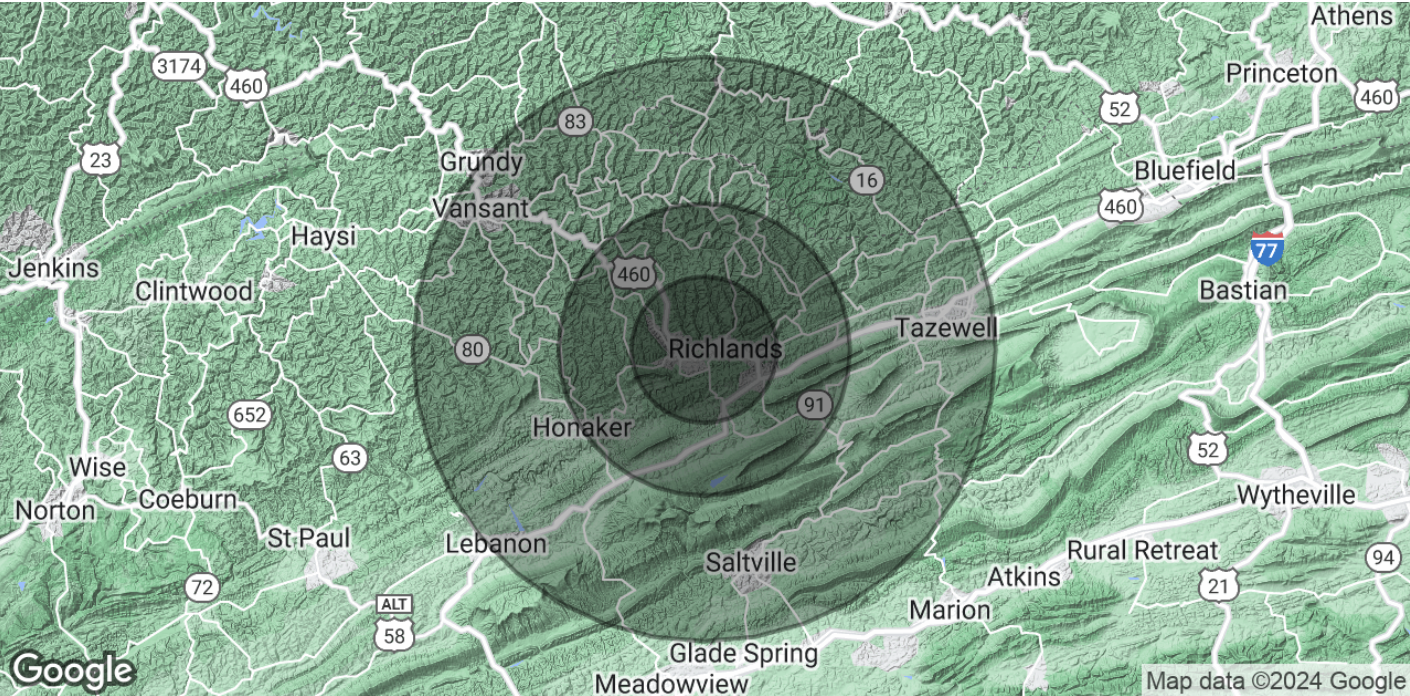 Athens
3174
Princeton
460
460
52
83
23
Grundy
Bluefield
16
Vansant
460
Haysi
77
Jenkins
460
Clintwood
Bastian
Tazewell
80
Richlands
91
652
Honaker
63
52
Wise
Coeburn
Wytheville
Norton
St Paul
Lebanon
Rural Retreat
Saltville
94
Atkins
72
21
ALT
58
Marion
Glade Spring
Google
Meadowview
Map data ©2024 Google